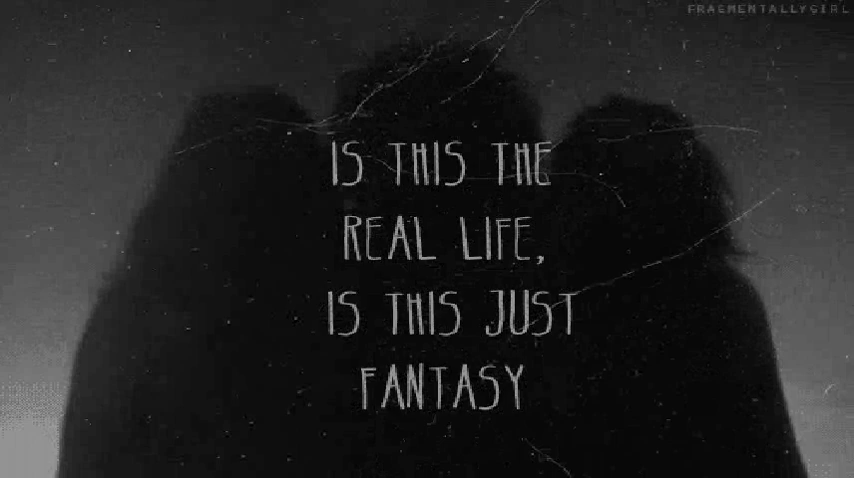 FRAGMENTALLYGIRL
IS THIS THE
REAL LIFE,
IS THIS JUST
FANTASY